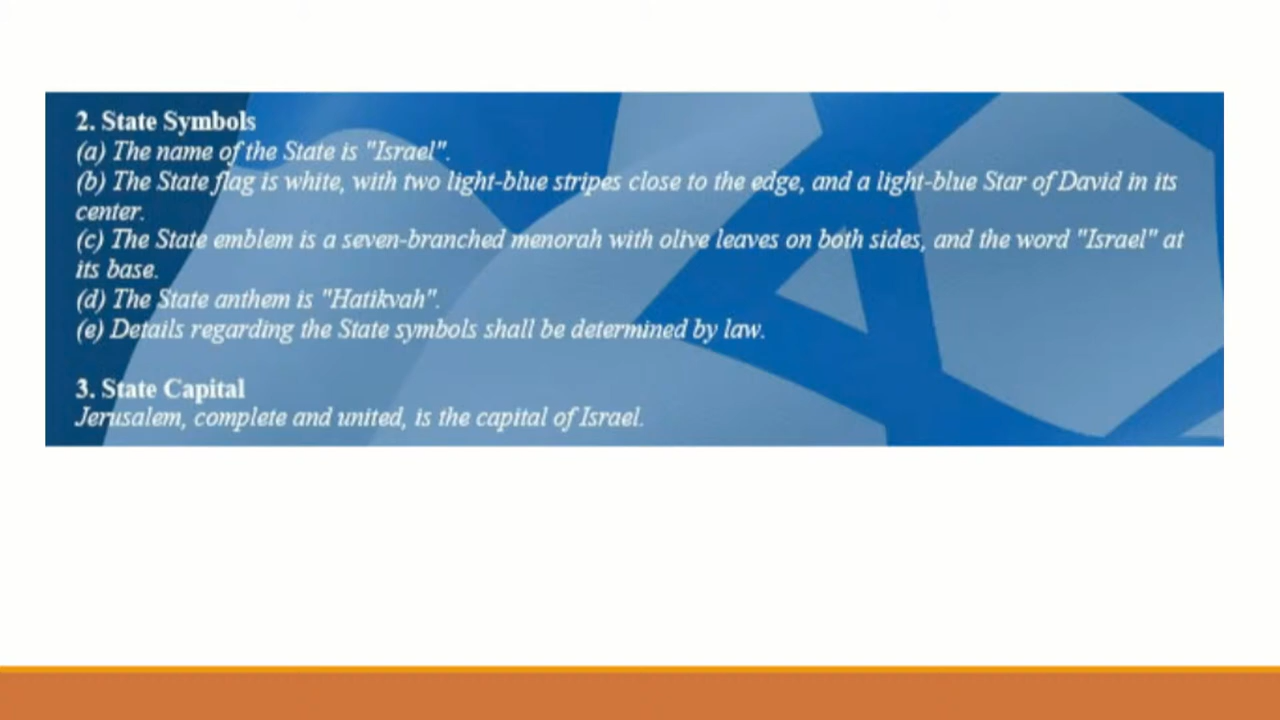 2. State Symbols
(a) The name of the State is "Israel".
(b) The State flag is white, with two light-blue stripes close to the edge, and a light-blue Star of David in its
center.
(c) The State emblem is a seven-branched menorah with olive leaves on both sides, and the word "Israel" at
its base.
(d) The State anthem is "Hatikvah".
(e) Details regarding the State symbols shall be determined by law.
3. State Capital
Jerusalem, complete and united, is the capital of Israel.